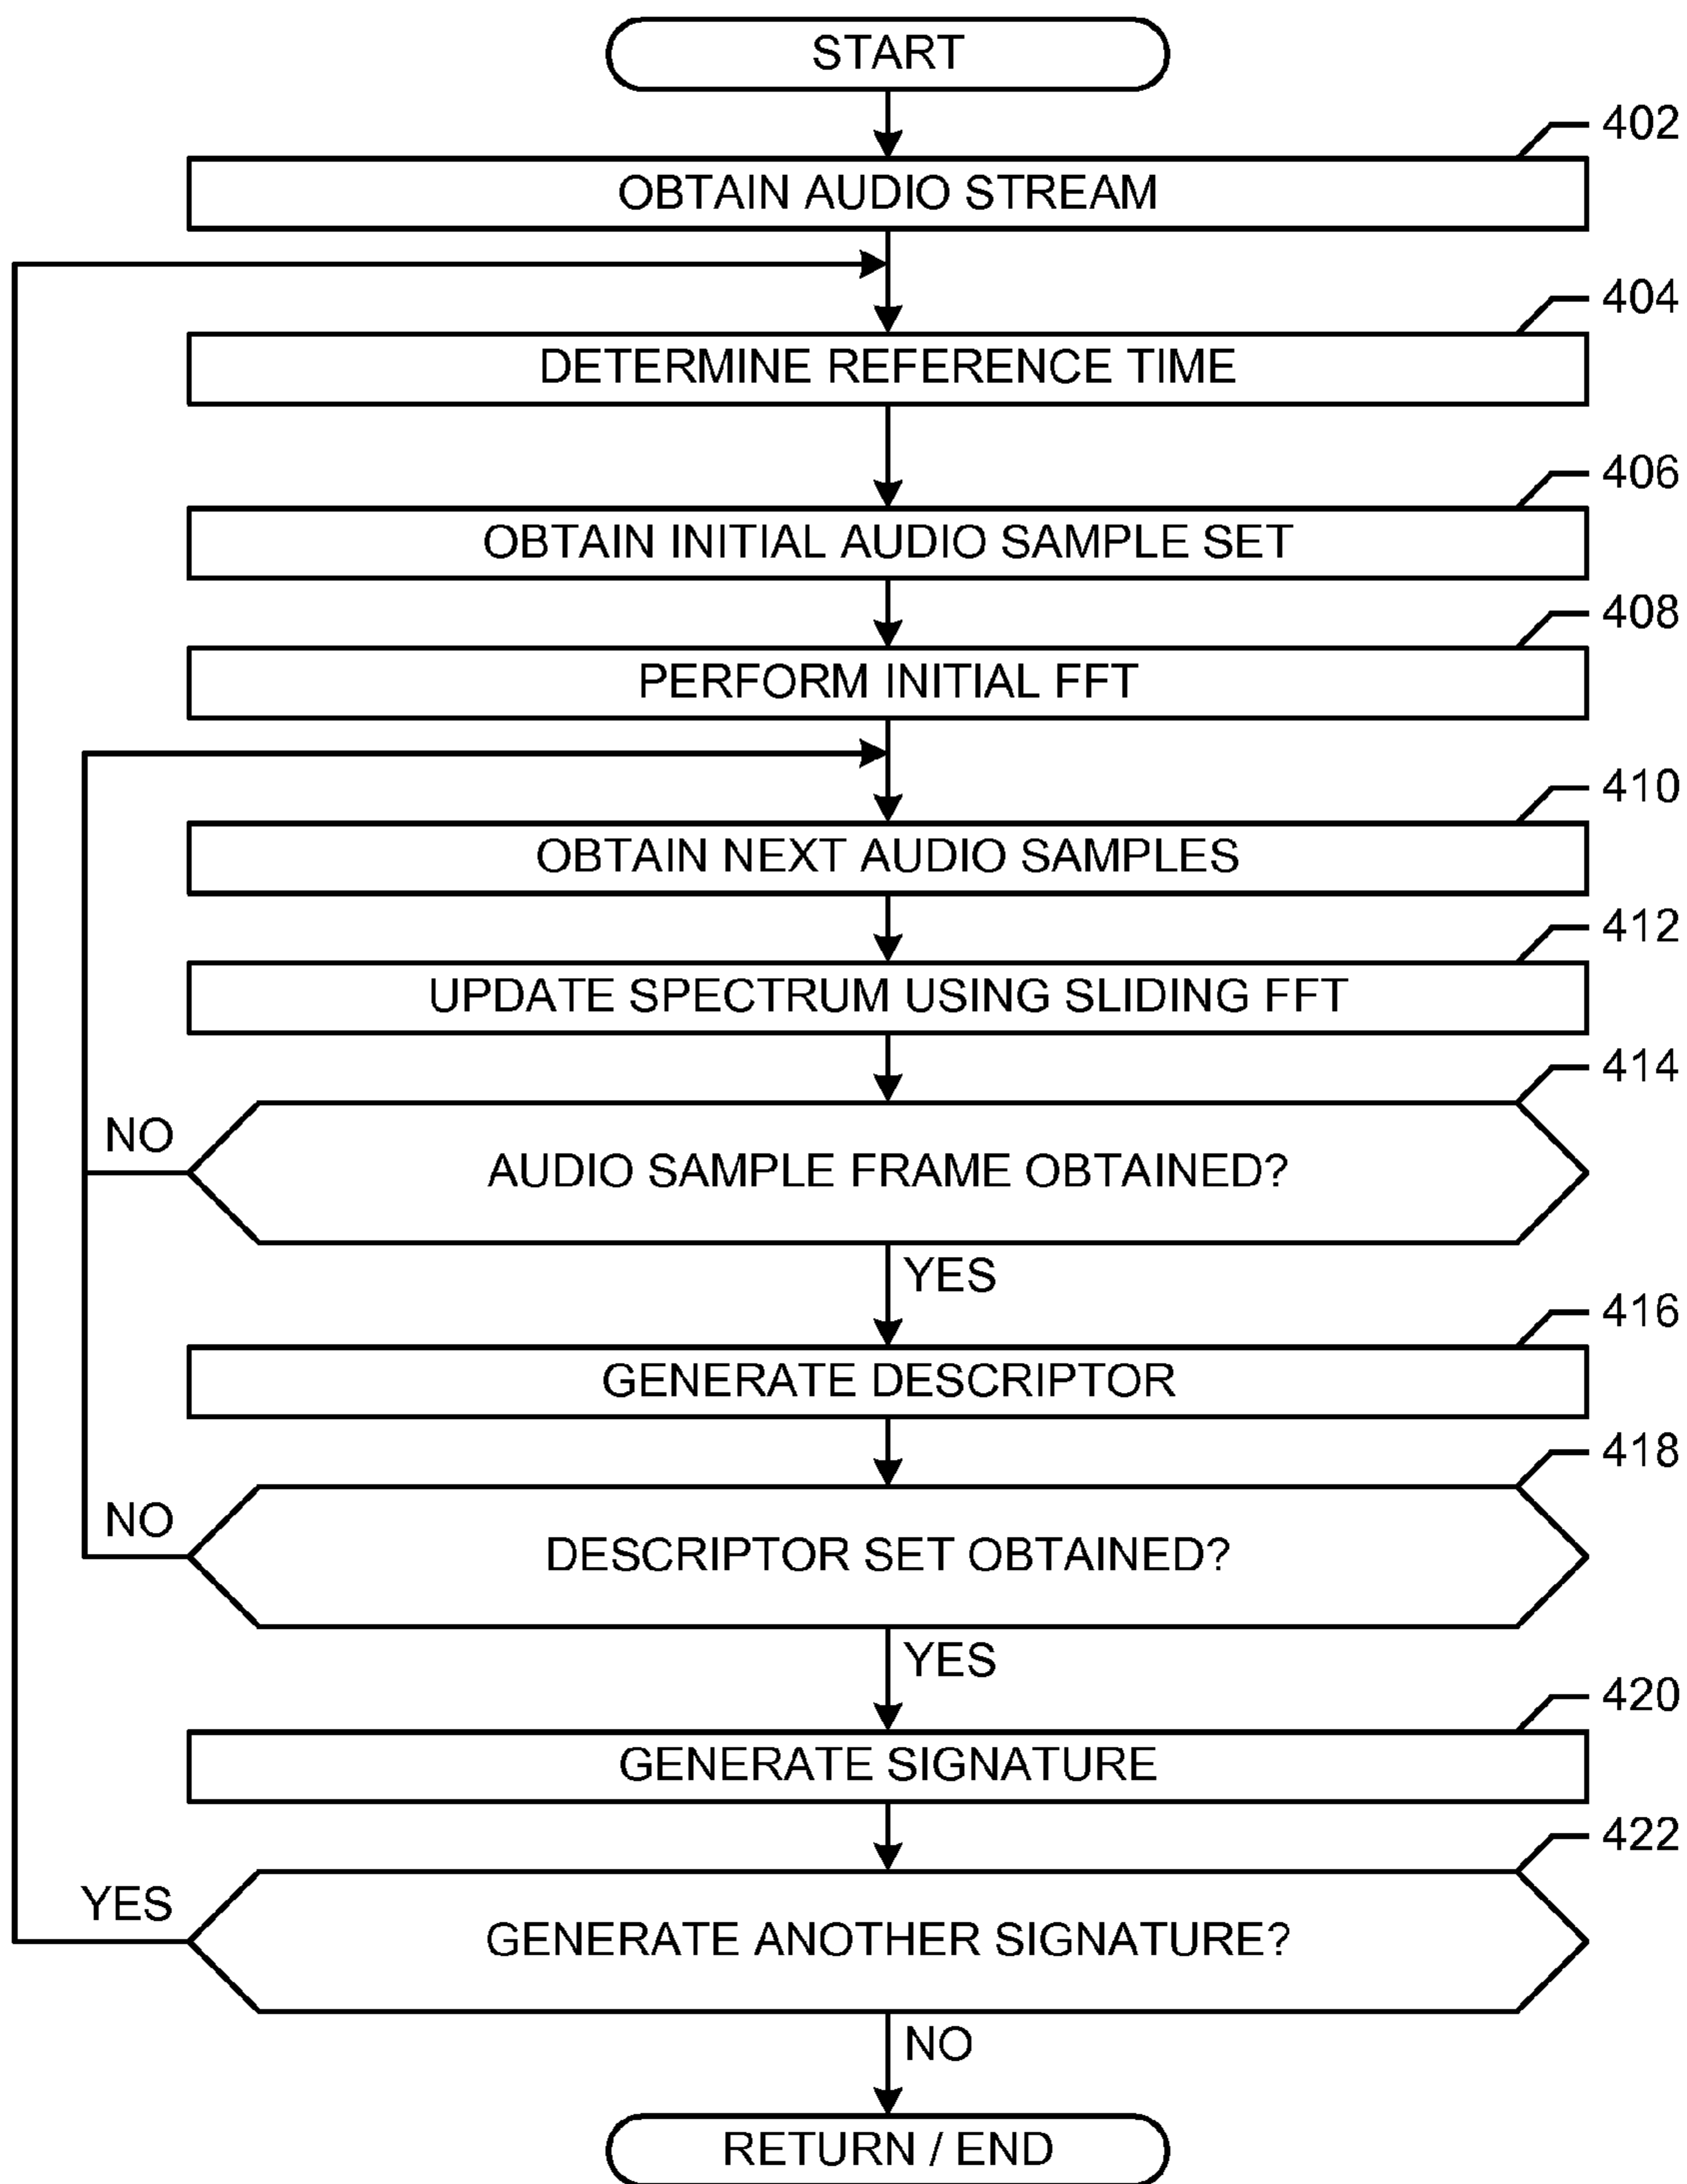 START
402
OBTAIN AUDIO STREAM
404
DETERMINE REFERENCE TIME
406
OBTAIN INITIAL AUDIO SAMPLE SET
408
PERFORM INITIAL FFT
410
OBTAIN NEXT AUDIO SAMPLES
412
UPDATE SPECTRUM USING SLIDING FFT
414
NO
AUDIO SAMPLE FRAME OBTAINED?
YES
416
GENERATE DESCRIPTOR
418
NO
DESCRIPTOR SET OBTAINED?
YES
420
GENERATE SIGNATURE
422
YES
GENERATE ANOTHER SIGNATURE?
NO
RETURN / END